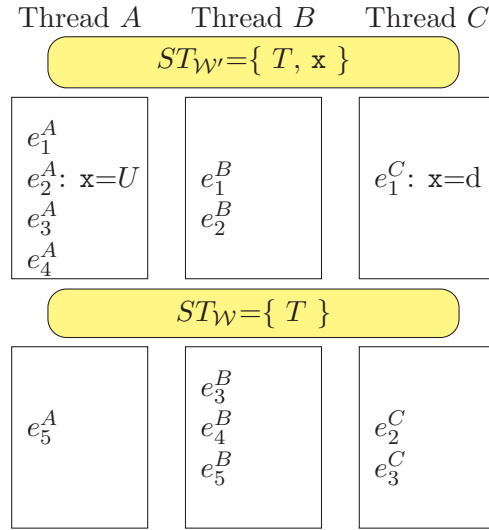 Thread A Thread B Thread C
ST_W'={ T, x }
e_1^A
e_2^A: x=U
e_3^A
e_4^A
e_1^B
e_2^B
e_1^C: x=d
ST_W={ T }
e_5^A
e_3^B
e_4^B
e_5^B
e_2^C
e_3^C